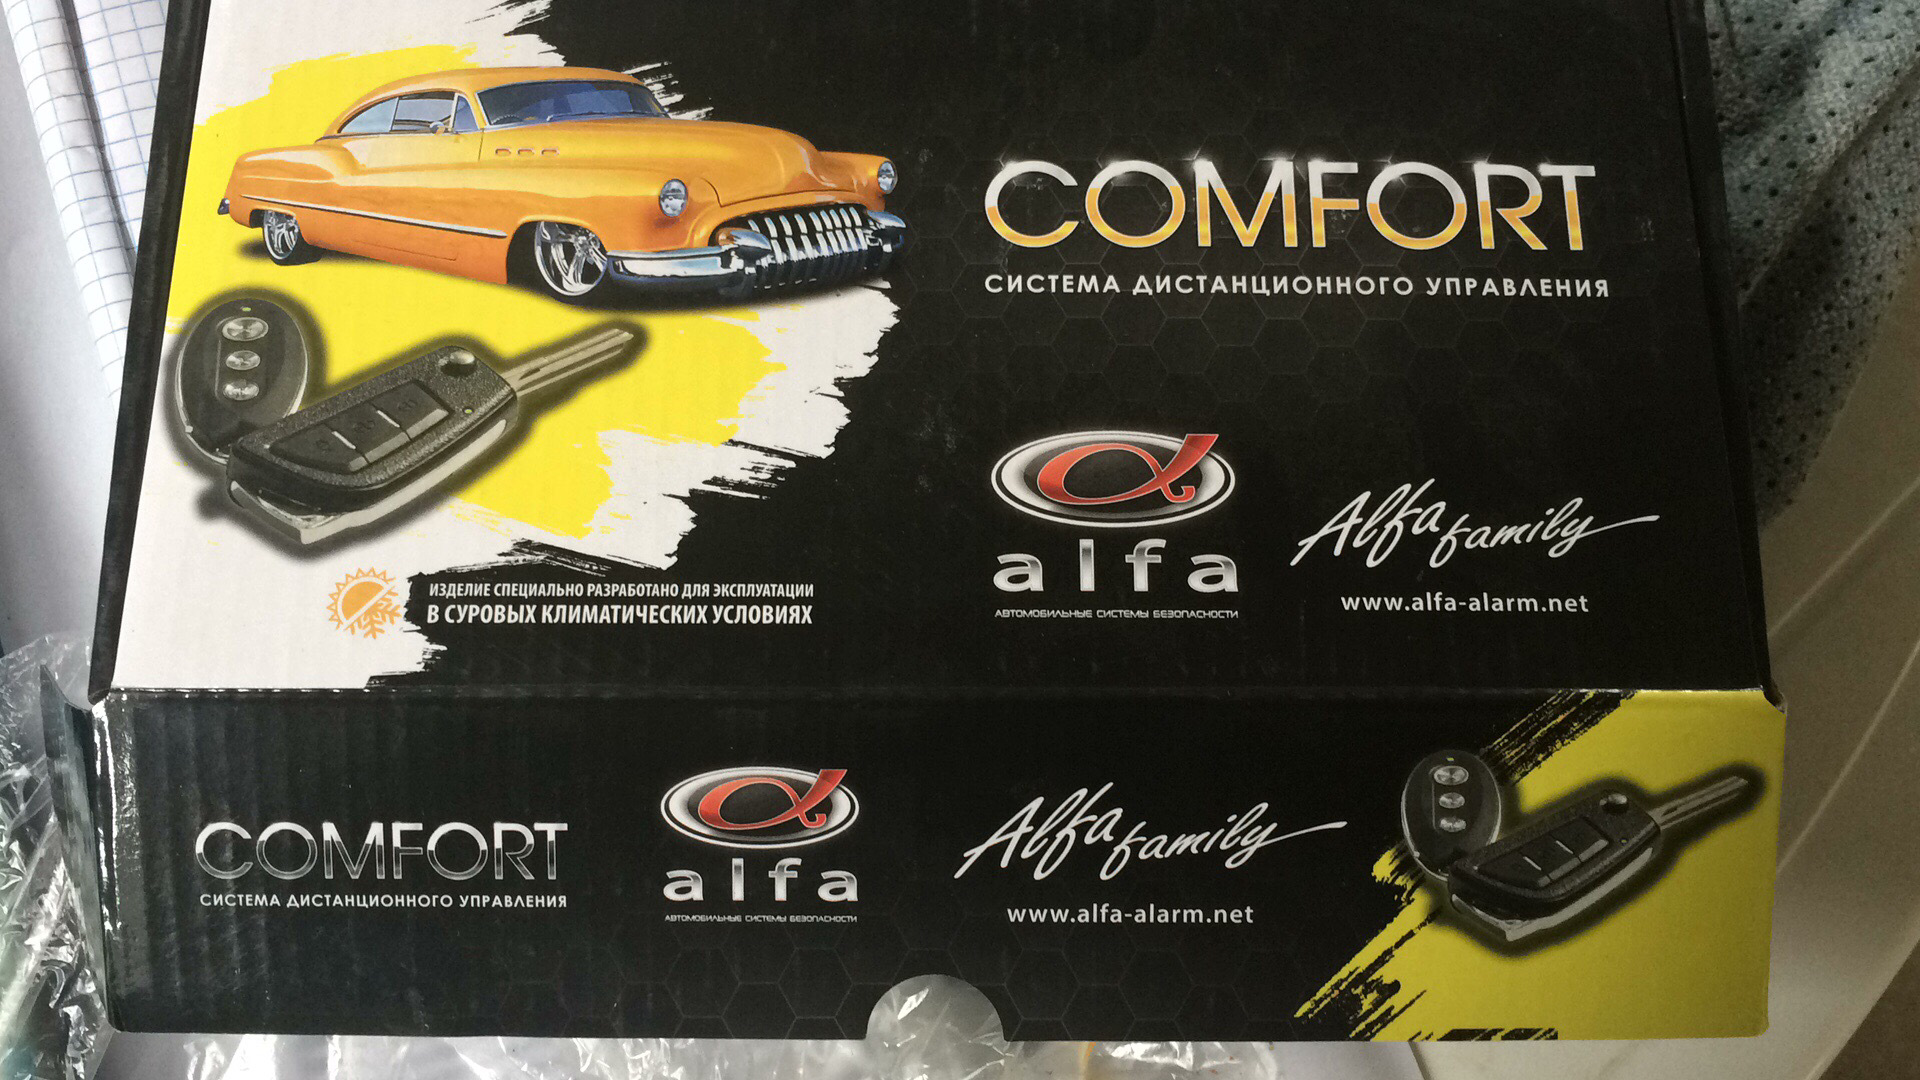 COMFORT
СИСТЕМА ДИСТАНЦИОННОГО УПРАВЛЕНИЯ
alfa
АВТОМОБИЛЬНЫЕ СИСТЕМЫ БЕЗОПАСНОСТИ
Alfa family
www.alfa-alarm.net
ИЗДЕЛИЕ СПЕЦИАЛЬНО РАЗРАБОТАНО ДЛЯ ЭКСПЛУАТАЦИИ
В СУРОВЫХ КЛИМАТИЧЕСКИХ УСЛОВИЯХ
COMFORT
СИСТЕМА ДИСТАНЦИОННОГО УПРАВЛЕНИЯ
alfa
АВТОМОБИЛЬНЫЕ СИСТЕМЫ БЕЗОПАСНОСТИ
Alfa family
www.alfa-alarm.net